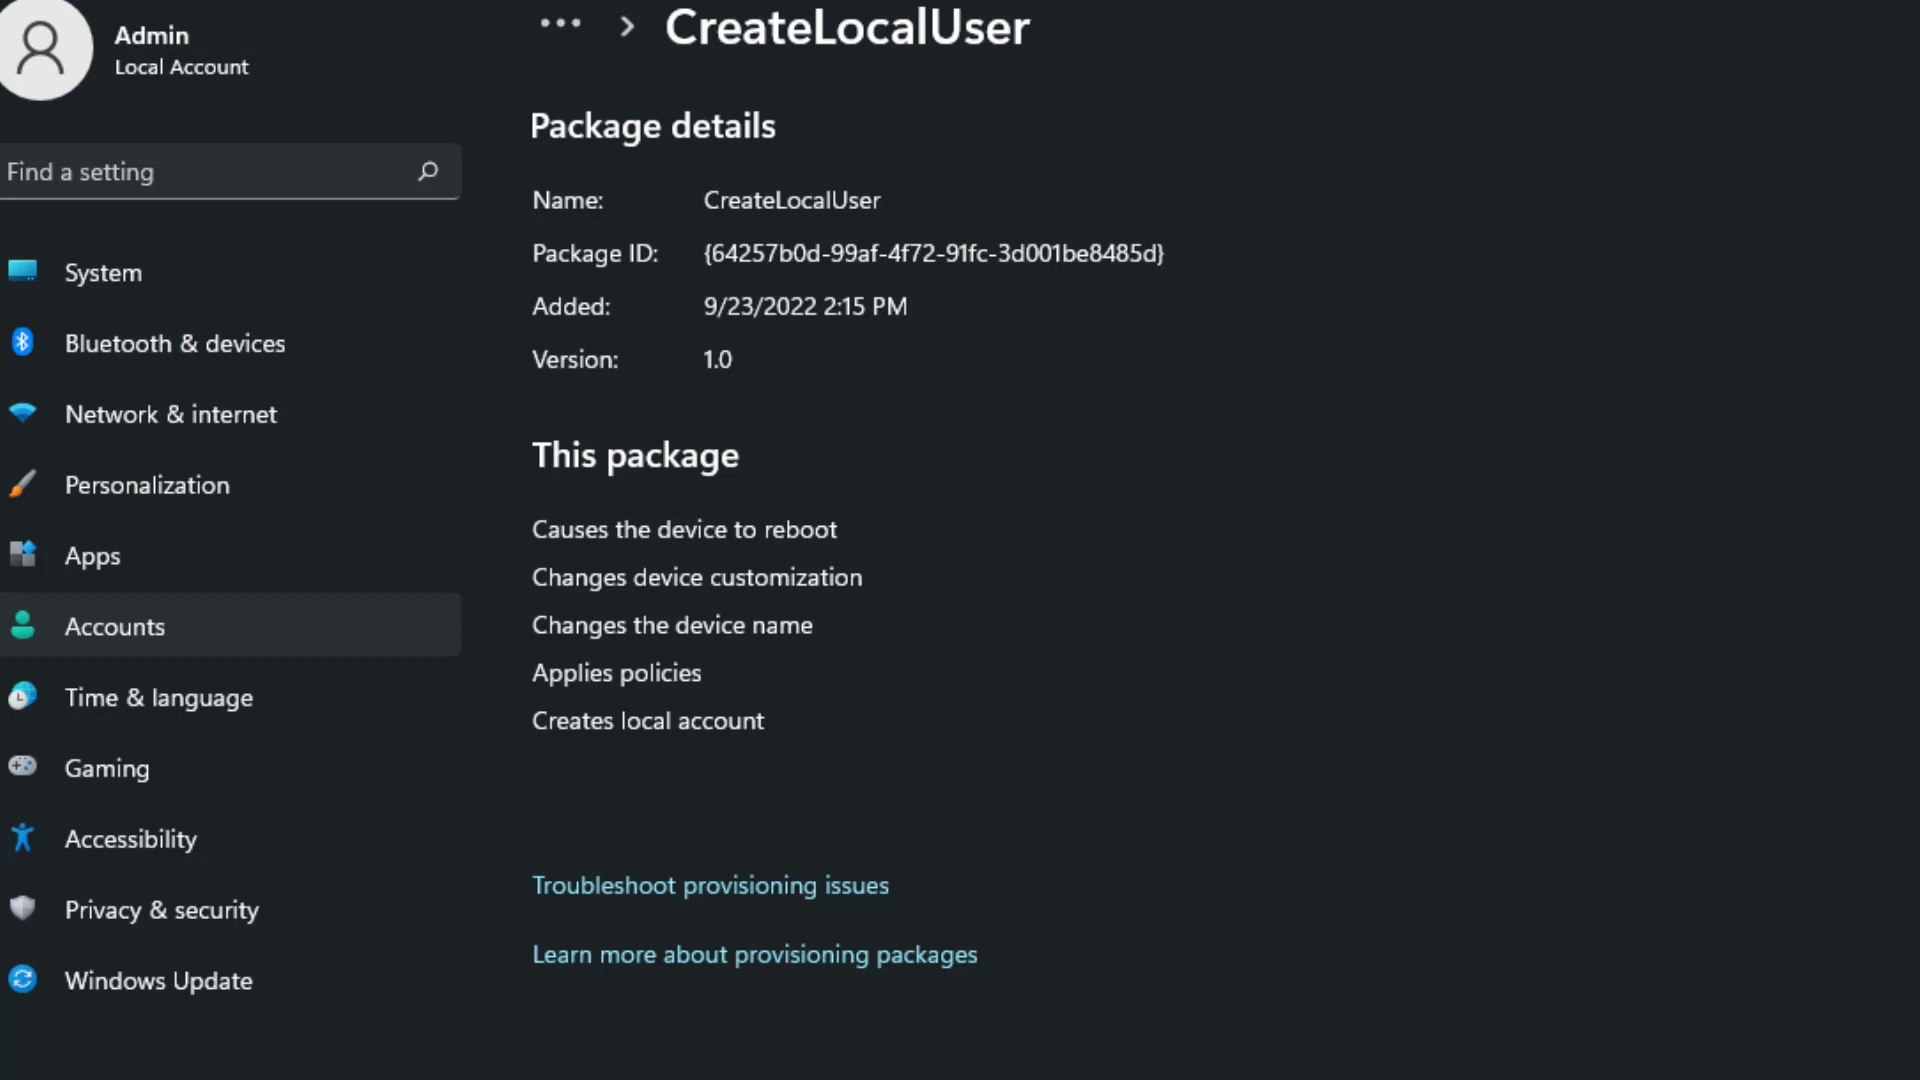 Admin
Local Account
Find a setting
System
Bluetooth & devices
Network & internet
Personalization
Apps
Accounts
Time & language
Gaming
Accessibility
Privacy & security
Windows Update
... > CreateLocalUser
Package details
Name: CreateLocalUser
Package ID: {64257b0d-99af-4f72-91fc-3d001be8485d}
Added: 9/23/2022 2:15 PM
Version: 1.0
This package
Causes the device to reboot
Changes device customization
Changes the device name
Applies policies
Creates local account
Troubleshoot provisioning issues
Learn more about provisioning packages